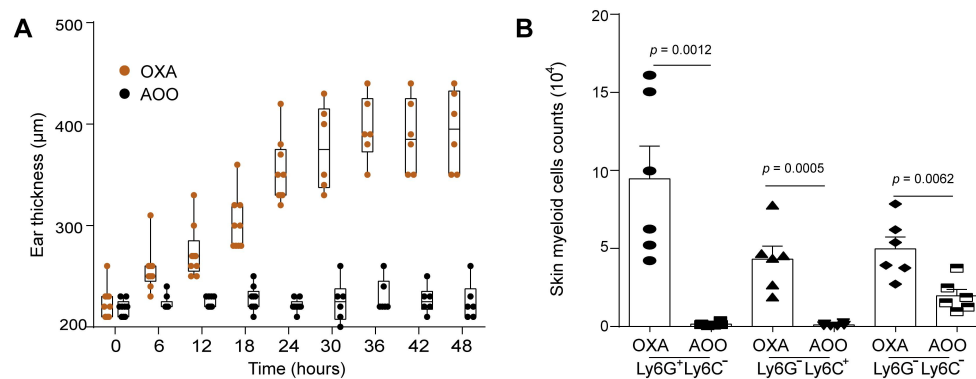 A
500
400
300
200
Ear thickness (µm)
OXA
AOO
0 6 12 18 24 30 36 42 48
Time (hours)
B
20
15
10
5
0
Skin myeloid cells counts (10⁴)
p = 0.0012
p = 0.0005
p = 0.0062
OXA AOO OXA AOO OXA AOO
Ly6G⁺Ly6C⁻ Ly6G⁻Ly6C⁺ Ly6G⁻Ly6C⁻